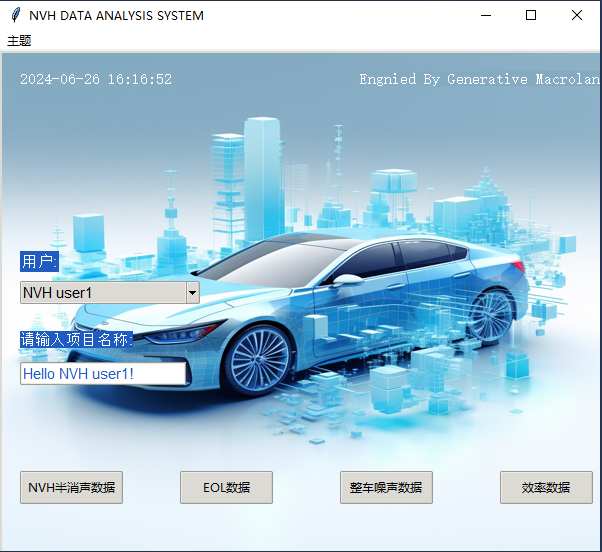 NVH DATA ANALYSIS SYSTEM
主题
2024-06-26 16:16:52
Engnied By Generative Macrolan
用户:
NVH user1
请输入项目名称:
Hello NVH user1!
NVH半消声数据
EOL数据
整车噪声数据
效率数据